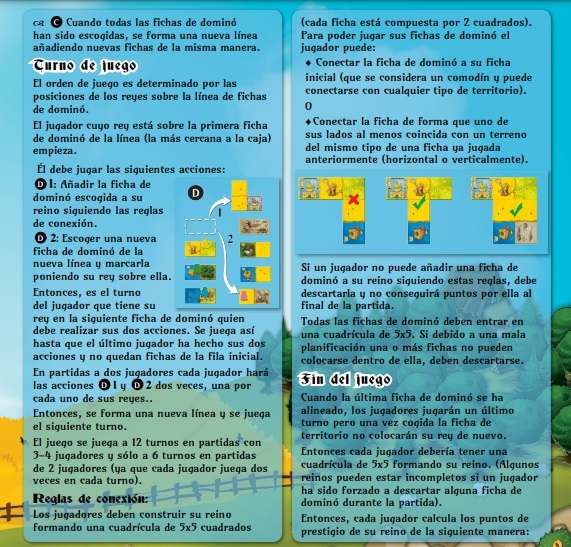 C Cuando todas las fichas de dominó
han sido escogidas, se forma una nueva línea
añadiendo nuevas fichas de la misma manera.
Turno de juego
El orden de juego es determinado por las
posiciones de los reyes sobre la línea de fichas
de dominó.
El jugador cuyo rey está sobre la primera ficha
de dominó de la línea (la más cercana a la caja)
empieza.
Él debe jugar las siguientes acciones:
D 1: Añadir la ficha de
dominó escogida a su
reino siguiendo las reglas
de conexión.
D 2: Escoger una nueva
ficha de dominó de la
nueva línea y marcarla
poniendo su rey sobre ella.
D
1
2
Entonces, es el turno
del jugador que tiene su
rey en la siguiente ficha de dominó quien
debe realizar sus dos acciones. Se juega así
hasta que el último jugador ha hecho sus dos
acciones y no quedan fichas de la fila inicial.
En partidas a dos jugadores cada jugador hará
las acciones D 1 y D 2 dos veces, una por
cada uno de sus reyes..
Entonces, se forma una nueva línea y se juega
el siguiente turno.
El juego se juega a 12 turnos en partidas con
3-4 jugadores y sólo a 6 turnos en partidas
de 2 jugadores (ya que cada jugador juega dos
veces en cada turno).
Reglas de conexión:
Los jugadores deben construir su reino
formando una cuadrícula de 5x5 cuadrados
(cada ficha está compuesta por 2 cuadrados).
Para poder jugar sus fichas de dominó el
jugador puede:
♦ Conectar la ficha de dominó a su ficha
inicial (que se considera un comodín y puede
conectarse con cualquier tipo de territorio).
O
♦Conectar la ficha de forma que uno de
sus lados al menos coincida con un terreno
del mismo tipo de una ficha ya jugada
anteriormente (horizontal o verticalmente).
Si un jugador no puede añadir una ficha de
dominó a su reino siguiendo estas reglas, debe
descartarla y no conseguirá puntos por ella al
final de la partida.
Todas las fichas de dominó deben entrar en
una cuadrícula de 5x5. Si debido a una mala
planificación una o más fichas no pueden
colocarse dentro de ella, deben descartarse.
Fin del juego
Cuando la última ficha de dominó se ha
alineado, los jugadores jugarán un último
turno pero una vez cogida la ficha de
territorio no colocarán su rey de nuevo.
Entonces cada jugador debería tener una
cuadrícula de 5x5 formando su reino. (Algunos
reinos pueden estar incompletos si un jugador
ha sido forzado a descartar alguna ficha de
dominó durante la partida).
Entonces, cada jugador calcula los puntos de
prestigio de su reino de la siguiente manera: